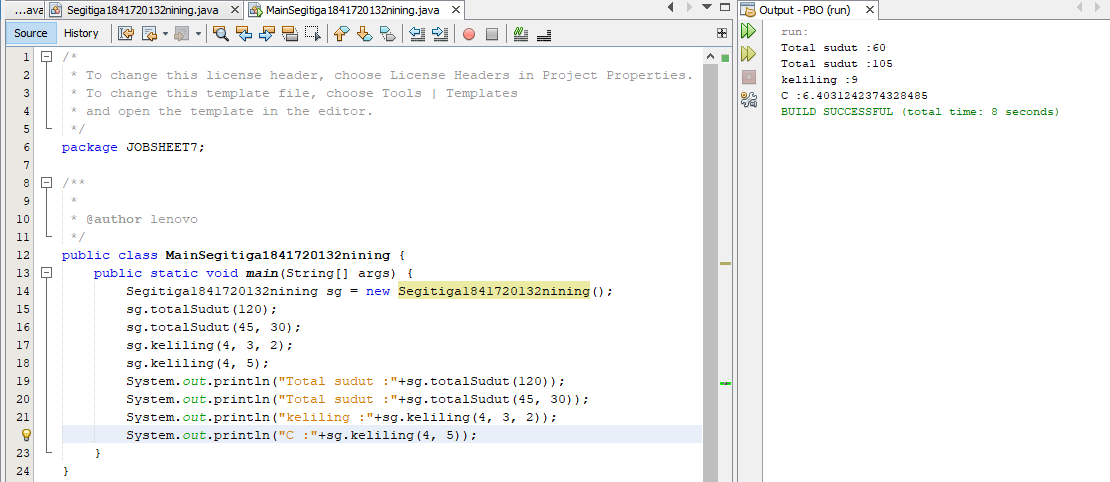 ...ava Segitiga1841720132nining.java MainSegitiga1841720132nining.java
Source History
1 /*
2 * To change this license header, choose License Headers in Project Properties.
3 * To change this template file, choose Tools | Templates
4 * and open the template in the editor.
5 */
6 package JOBSHEET7;
7
8 /**
9 *
10 * @author lenovo
11 */
12 public class MainSegitiga1841720132nining {
13 public static void main(String[] args) {
14 Segitiga1841720132nining sg = new Segitiga1841720132nining();
15 sg.totalSudut(120);
16 sg.totalSudut(45, 30);
17 sg.keliling(4, 3, 2);
18 sg.keliling(4, 5);
19 System.out.println("Total sudut :"+sg.totalSudut(120));
20 System.out.println("Total sudut :"+sg.totalSudut(45, 30));
21 System.out.println("keliling :"+sg.keliling(4, 3, 2));
System.out.println("C :"+sg.keliling(4, 5));
23 }
24 }
Output - PBO (run)
run:
Total sudut :60
Total sudut :105
keliling :9
C :6.4031242374328485
BUILD SUCCESSFUL (total time: 8 seconds)